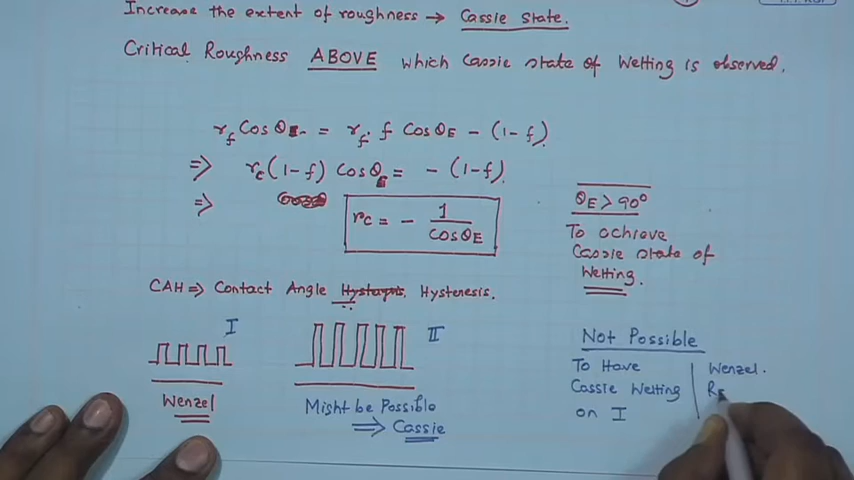 Increase the extent of roughness → Cassie State.
Critical Roughness ABOVE which Cassie state of Wetting is observed.
r_f Cos θ_E = r_f . f Cos θ_E - (1-f)
⇒ r_c (1-f) Cos θ_E = - (1-f)
⇒ r_c = - 1/Cos θ_E
θ_E > 90°
To achieve
Cassie state of
Wetting.
CAH ⇒ Contact Angle Hysteresis.
I
II
Wenzel
Might be Possible
⇒ Cassie
Not Possible
To Have
Cassie Wetting
on I
Wenzel.
Re